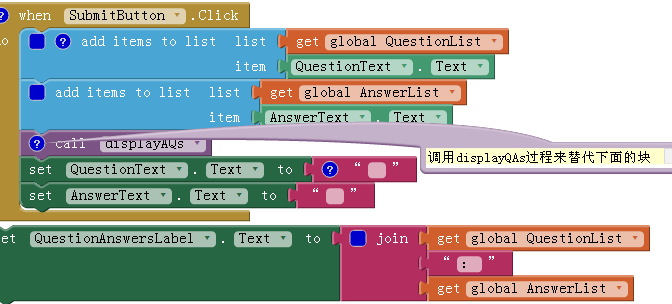 when SubmitButton .Click
do ? add items to list list get global QuestionList
item QuestionText . Text
add items to list list get global AnswerList
item AnswerText . Text
? call displayAQs
调用displayQAs过程来替代下面的块
set QuestionText . Text to ? “ ”
set AnswerText . Text to “ ”
set QuestionAnswersLabel . Text to join get global QuestionList
“ : ”
get global AnswerList